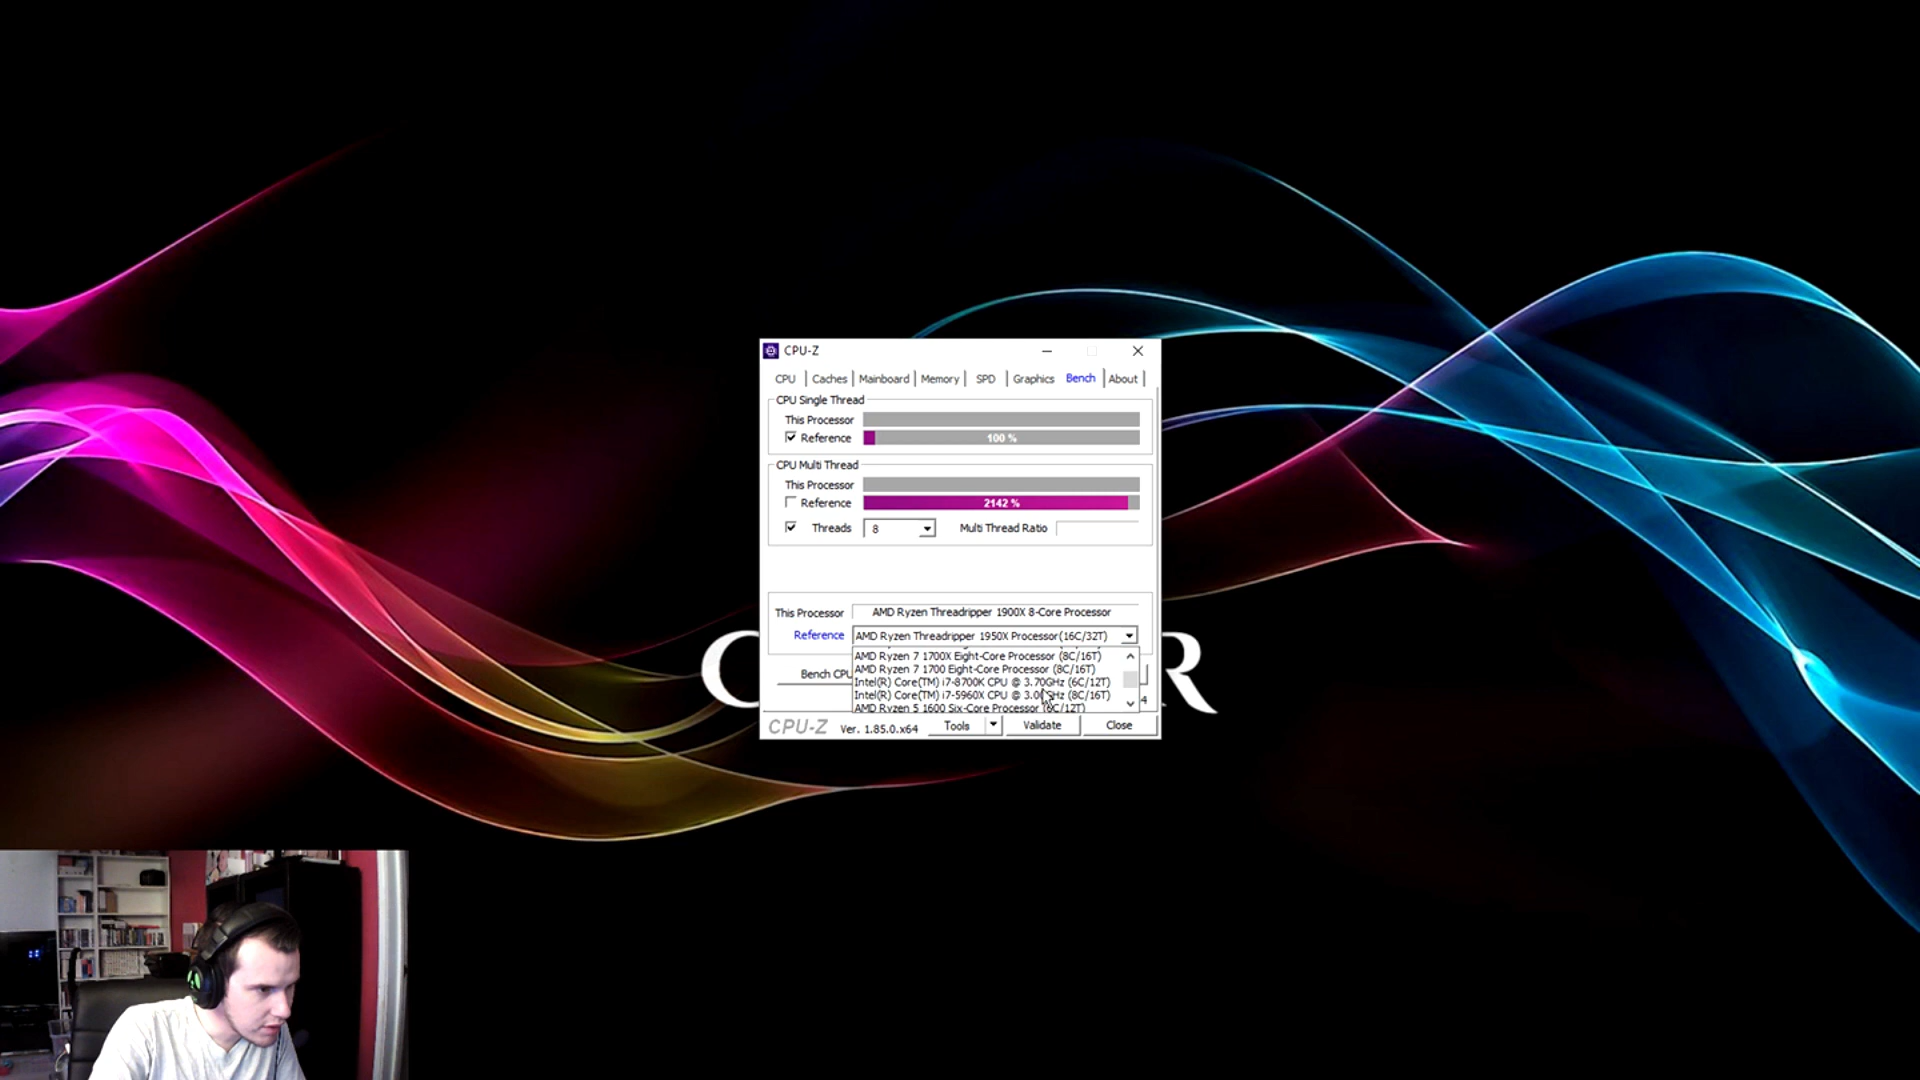 CPU-Z
CPU Caches Mainboard Memory SPD Graphics Bench About
CPU Single Thread
This Processor
Reference 100 %
CPU Multi Thread
This Processor
Reference 2142 %
Threads 8 Multi Thread Ratio
This Processor AMD Ryzen Threadripper 1900X 8-Core Processor
Reference AMD Ryzen Threadripper 1950X Processor(16C/32T)
AMD Ryzen 7 1700X Eight-Core Processor (8C/16T)
AMD Ryzen 7 1700 Eight-Core Processor (8C/16T)
Intel(R) Core(TM) i7-8700K CPU @ 3.70GHz (6C/12T)
Intel(R) Core(TM) i7-5960X CPU @ 3.00GHz (8C/16T)
AMD Ryzen 5 1600 Six-Core Processor (6C/12T)
Bench CPU
4
CPU-Z Ver. 1.85.0.x64 Tools Validate Close
C R